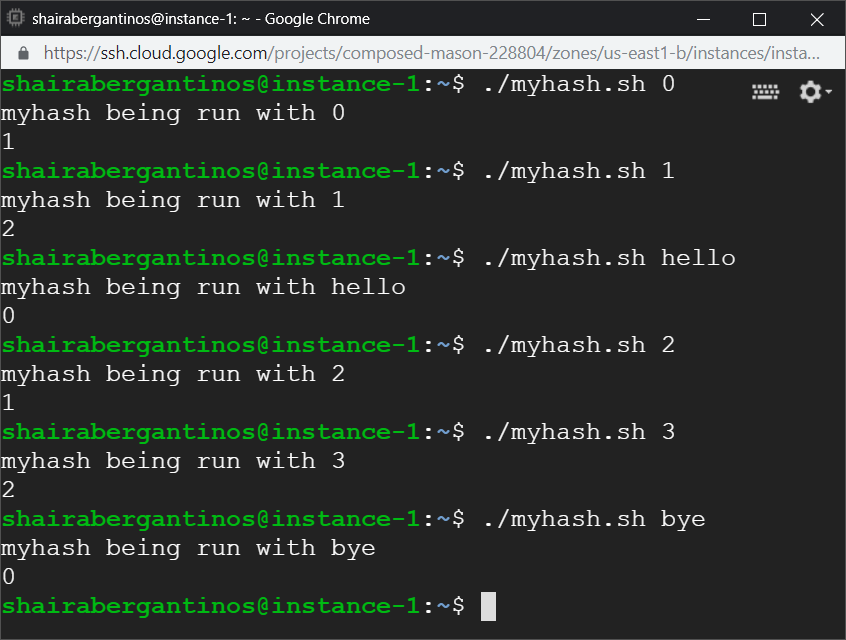 shairabergantinos@instance-1: ~ - Google Chrome
https://ssh.cloud.google.com/projects/composed-mason-228804/zones/us-east1-b/instances/insta...
shairabergantinos@instance-1:~$ ./myhash.sh 0
myhash being run with 0
1
shairabergantinos@instance-1:~$ ./myhash.sh 1
myhash being run with 1
2
shairabergantinos@instance-1:~$ ./myhash.sh hello
myhash being run with hello
0
shairabergantinos@instance-1:~$ ./myhash.sh 2
myhash being run with 2
1
shairabergantinos@instance-1:~$ ./myhash.sh 3
myhash being run with 3
2
shairabergantinos@instance-1:~$ ./myhash.sh bye
myhash being run with bye
0
shairabergantinos@instance-1:~$